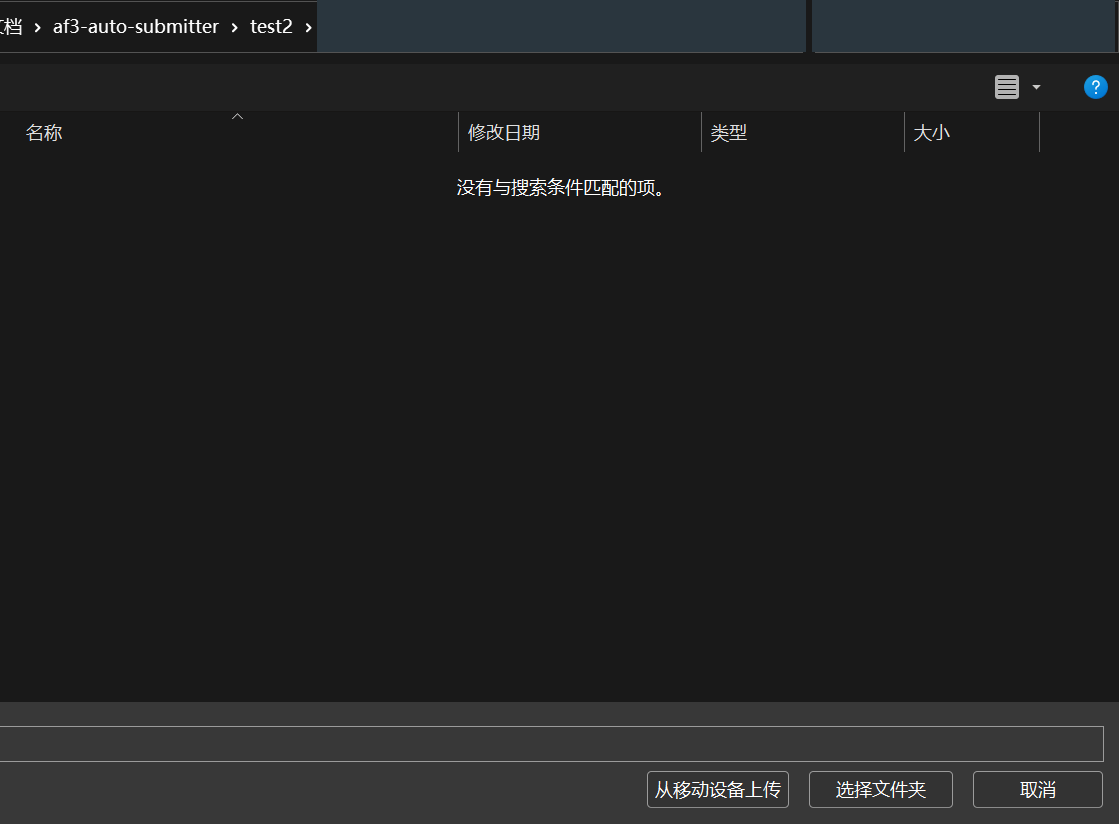 文档 › af3-auto-submitter › test2 ›
?
名称 修改日期 类型 大小
没有与搜索条件匹配的项。
从移动设备上传 选择文件夹 取消